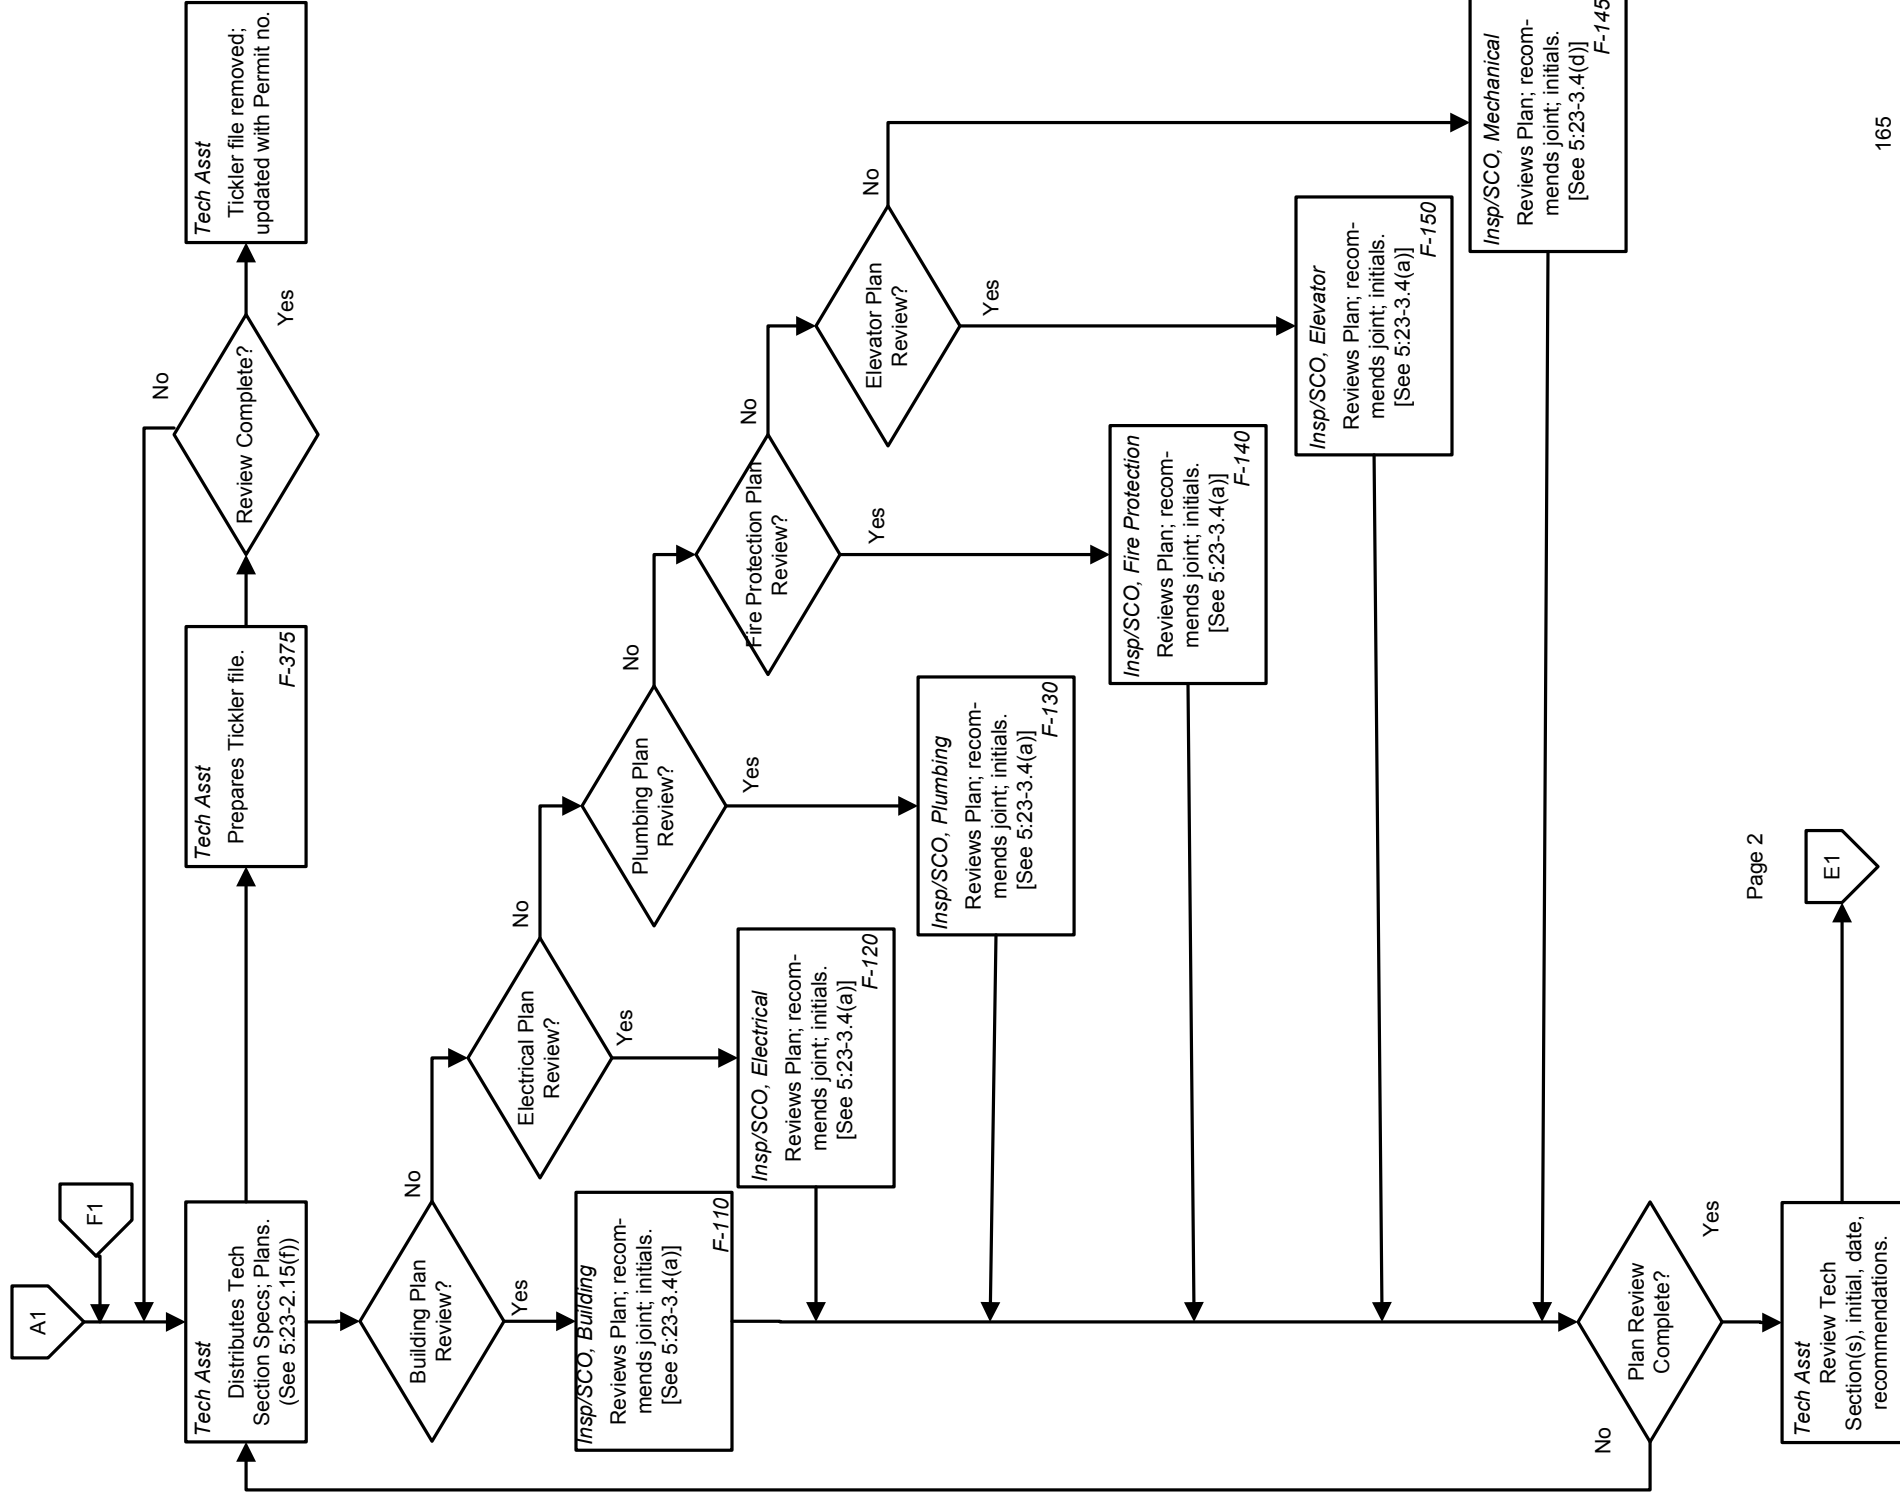 A1
F1
Tech Asst
Distributes Tech
Section Specs; Plans.
(See 5:23-2.15(f))
Tech Asst
Prepares Tickler file.
F-375
Review Complete?
No
Yes
Tech Asst
Tickler file removed;
updated with Permit no.
Building Plan
Review?
No
Yes
Insp/SCO, Building
Reviews Plan; recom-
mends joint; initials.
[See 5:23-3.4(a)]
F-110
Electrical Plan
Review?
No
Yes
Insp/SCO, Electrical
Reviews Plan; recom-
mends joint; initials.
[See 5:23-3.4(a)]
F-120
Plumbing Plan
Review?
No
Yes
Insp/SCO, Plumbing
Reviews Plan; recom-
mends joint; initials.
[See 5:23-3.4(a)]
F-130
Fire Protection Plan
Review?
No
Yes
Insp/SCO, Fire Protection
Reviews Plan; recom-
mends joint; initials.
[See 5:23-3.4(a)]
F-140
Elevator Plan
Review?
No
Yes
Insp/SCO, Elevator
Reviews Plan; recom-
mends joint; initials.
[See 5:23-3.4(a)]
F-150
Insp/SCO, Mechanical
Reviews Plan; recom-
mends joint; initials.
[See 5:23-3.4(d)]
F-145
Plan Review
Complete?
No
Yes
Tech Asst
Review Tech
Section(s), initial, date,
recommendations.
Page 2
E1
165